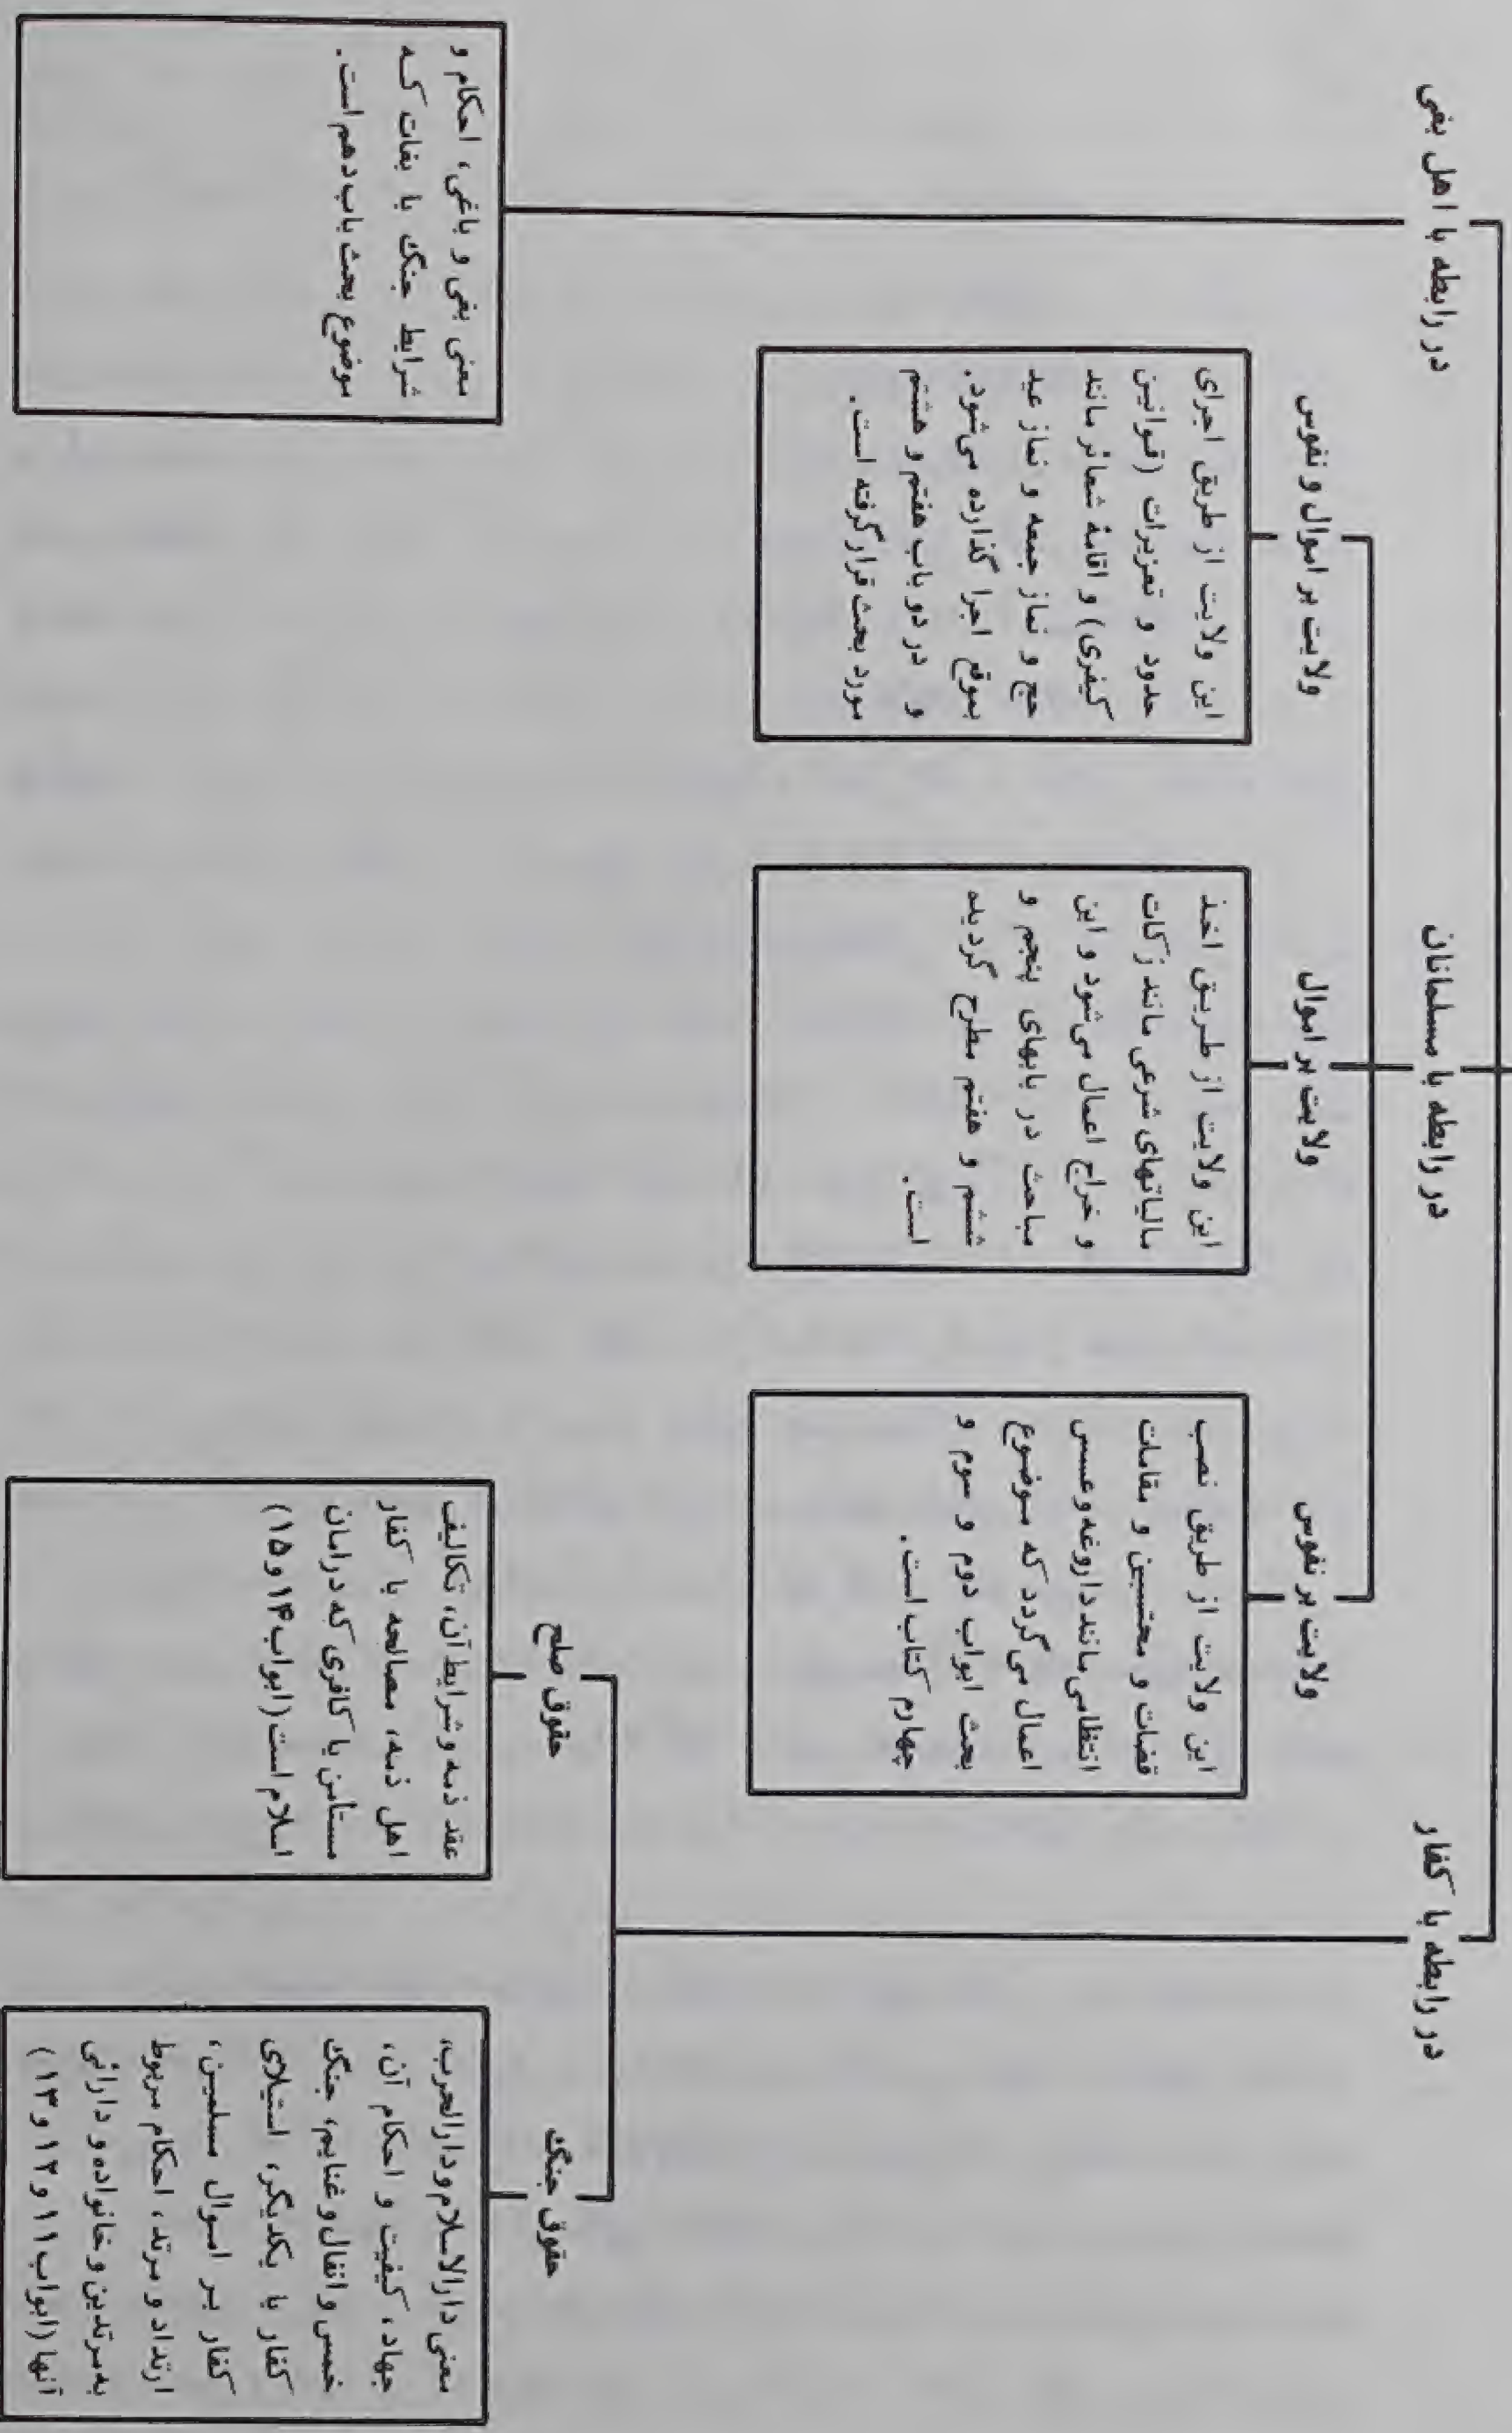 در رابطه با کفار
در رابطه با مسلمانان
در رابطه با اهل بغی
ولایت بر نفوس
این ولایت از طریق نصب
قضات و محتسبین و مقامات
انتظامی مانند داروغه و عسس
اعمال می‌گردد که موضوع
بحث ابواب دوم و سوم و
چهارم کتاب است.
ولایت بر اموال
این ولایت از طریق اخذ
مالیاتهای شرعی مانند زکات
و خراج اعمال می‌شود و این
مباحث در بابهای پنجم و
ششم و هفتم مطرح گردیده
است.
ولایت بر اموال و نفوس
این ولایت از طریق اجرای
حدود و تعزیرات (قوانین
کیفری) و اقامهٔ شعائر مانند
حج و نماز جمعه و نماز عید
بموقع اجرا گذارده می‌شود.
و در دو باب هفتم و هشتم
مورد بحث قرار گرفته است.
حقوق جنگ
معنی دارالاسلام و دارالحرب،
جهاد، کیفیت و احکام آن،
خمس و انفال و غنایم، جنگ
کفار با یکدیگر، استیلای
کفار بر اموال مسلمین،
ارتداد و مرتد، احکام مربوط
به مرتدین و خانواده و دارائی
آنها (ابواب ۱۱ و ۱۲ و ۱۳)
حقوق صلح
عقد ذمه و شرایط آن، تکالیف
اهل ذمه، مصالحه با کفار
مستأمن یا کافری که در امان
اسلام است (ابواب ۱۴ و ۱۵)
معنی بغی و باغی، احکام و
شرایط جنگ با بغات که
موضوع بحث باب دهم است.